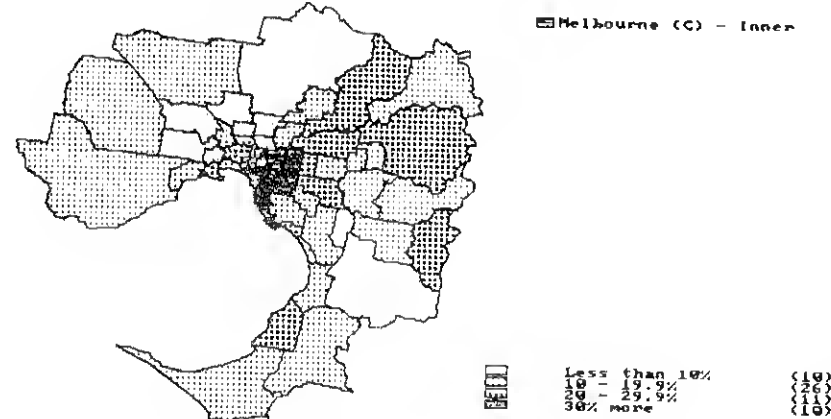 Melbourne (C) - Inner
Less than 10% (10)
10 - 19.9% (26)
20 - 29.9% (11)
30% more (10)